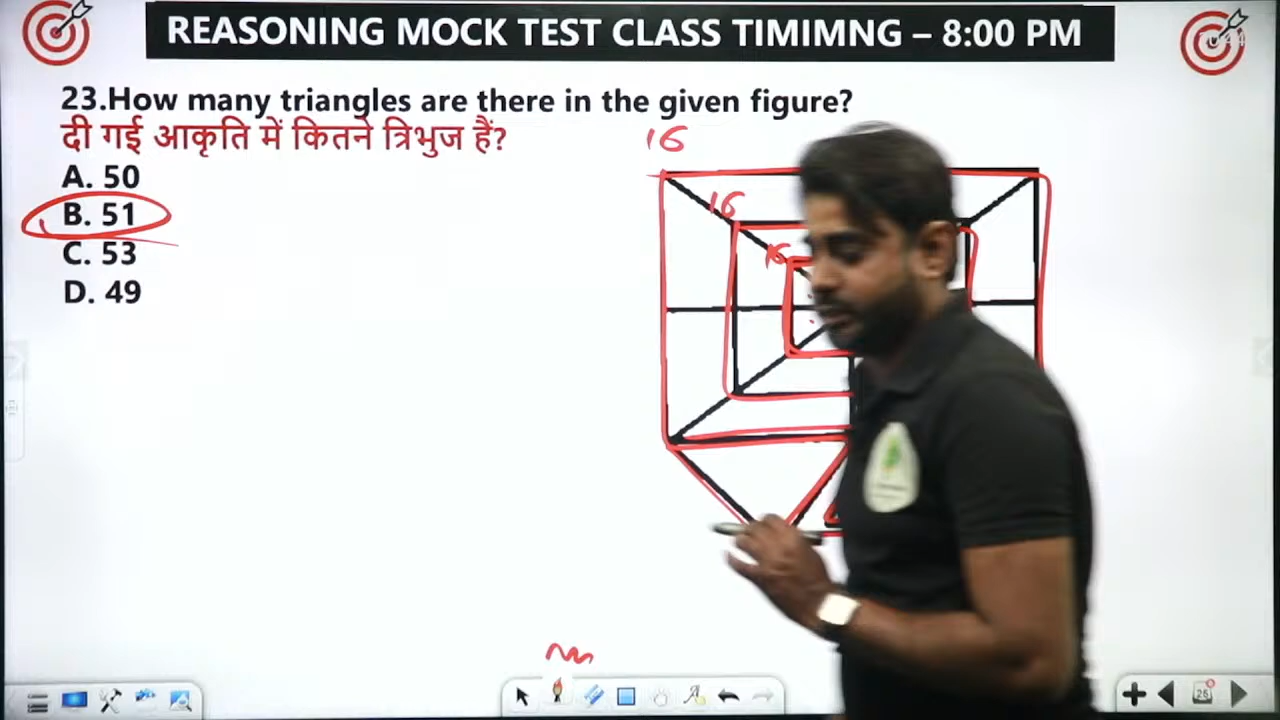 REASONING MOCK TEST CLASS TIMIMNG – 8:00 PM
23.How many triangles are there in the given figure?
दी गई आकृति में कितने त्रिभुज हैं?
16
A. 50
B. 51
C. 53
D. 49
16
16